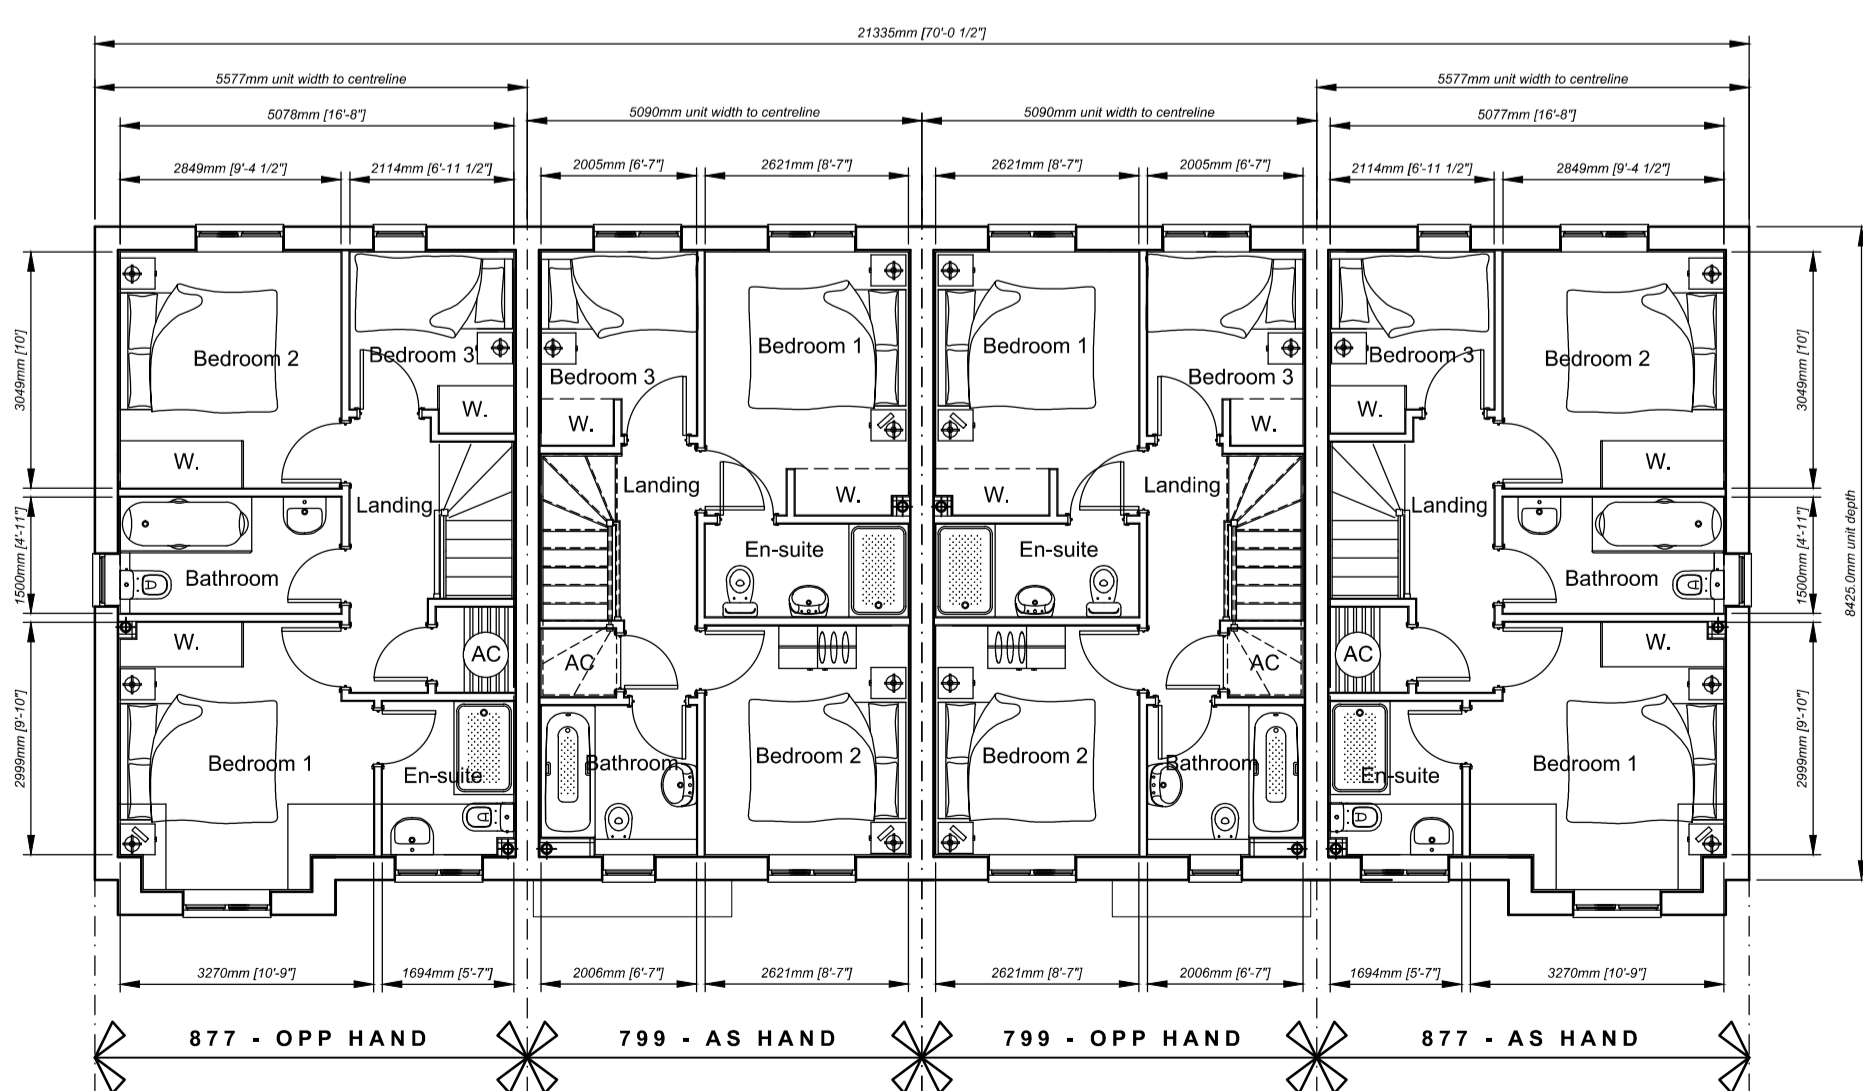 21335mm [70'-0 1/2"]
5577mm unit width to centreline
5577mm unit width to centreline
5078mm [16'-8"]
5090mm unit width to centreline
5090mm unit width to centreline
5077mm [16'-8"]
2849mm [9'-4 1/2"]
2114mm [6'-11 1/2"]
2005mm [6'-7"]
2621mm [8'-7"]
2621mm [8'-7"]
2005mm [6'-7"]
2114mm [6'-11 1/2"]
2849mm [9'-4 1/2"]
3049mm [10']
Bedroom 2
Bedroom 3
Bedroom 3
Bedroom 1
Bedroom 1
Bedroom 3
Bedroom 3
Bedroom 2
3049mm [10']
W.
W.
W.
W.
W.
Landing
W.
W.
Landing
W.
W.
Landing
Landing
1500mm [4'-11"]
Bathroom
En-suite
En-suite
Bathroom
1500mm [4'-11"]
8425.0mm unit depth
W.
AC
AC
AC
AC
W.
2999mm [9'-10"]
Bedroom 1
En-suite
Bathroom
Bedroom 2
Bedroom 2
Bathroom
En-suite
Bedroom 1
2999mm [9'-10"]
3270mm [10'-9"]
1694mm [5'-7"]
2006mm [6'-7"]
2621mm [8'-7"]
2621mm [8'-7"]
2006mm [6'-7"]
1694mm [5'-7"]
3270mm [10'-9"]
877 - OPP HAND
799 - AS HAND
799 - OPP HAND
877 - AS HAND